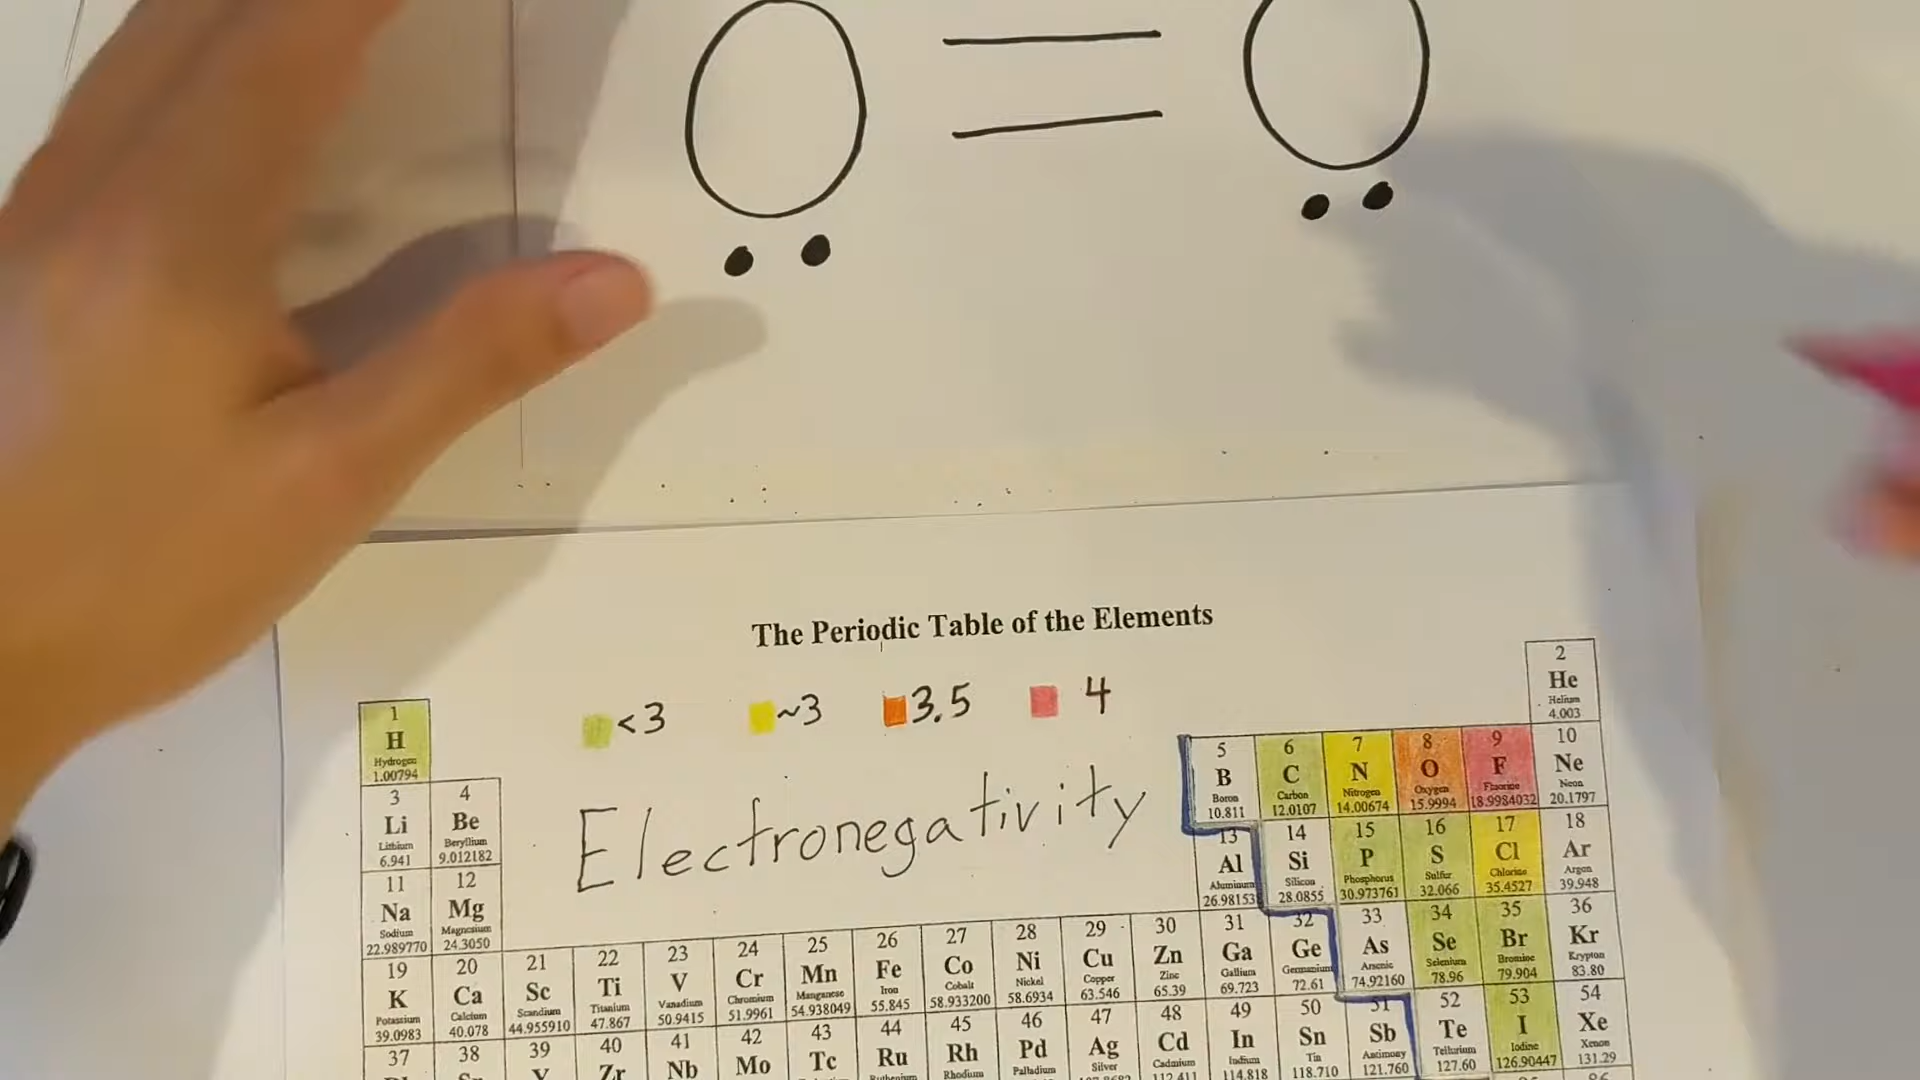 O = O
The Periodic Table of the Elements
<3 ~3 3.5 4
Electronegativity
1
H
Hydrogen
1.00794
2
He
Helium
4.003
3
Li
Lithium
6.941
4
Be
Beryllium
9.012182
5
B
Boron
10.811
6
C
Carbon
12.0107
7
N
Nitrogen
14.00674
8
O
Oxygen
15.9994
9
F
Fluorine
18.9984032
10
Ne
Neon
20.1797
11
Na
Sodium
22.989770
12
Mg
Magnesium
24.3050
13
Al
Aluminum
26.98153
14
Si
Silicon
28.0855
15
P
Phosphorus
30.973761
16
S
Sulfur
32.066
17
Cl
Chlorine
35.4527
18
Ar
Argon
39.948
19
K
Potassium
39.0983
20
Ca
Calcium
40.078
21
Sc
Scandium
44.955910
22
Ti
Titanium
47.867
23
V
Vanadium
50.9415
24
Cr
Chromium
51.9961
25
Mn
Manganese
54.938049
26
Fe
Iron
55.845
27
Co
Cobalt
58.933200
28
Ni
Nickel
58.6934
29
Cu
Copper
63.546
30
Zn
Zinc
65.39
31
Ga
Gallium
69.723
32
Ge
Germanium
72.61
33
As
Arsenic
74.92160
34
Se
Selenium
78.96
35
Br
Bromine
79.904
36
Kr
Krypton
83.80
37
38
39
Y
40
Zr
41
Nb
42
Mo
43
Tc
44
Ru
45
Rh
Rhodium
46
Pd
Palladium
47
Ag
Silver
48
Cd
Cadmium
112.411
49
In
Indium
114.818
50
Sn
Tin
118.710
51
Sb
Antimony
121.760
52
Te
Tellurium
127.60
53
I
Iodine
126.90447
54
Xe
Xenon
131.29